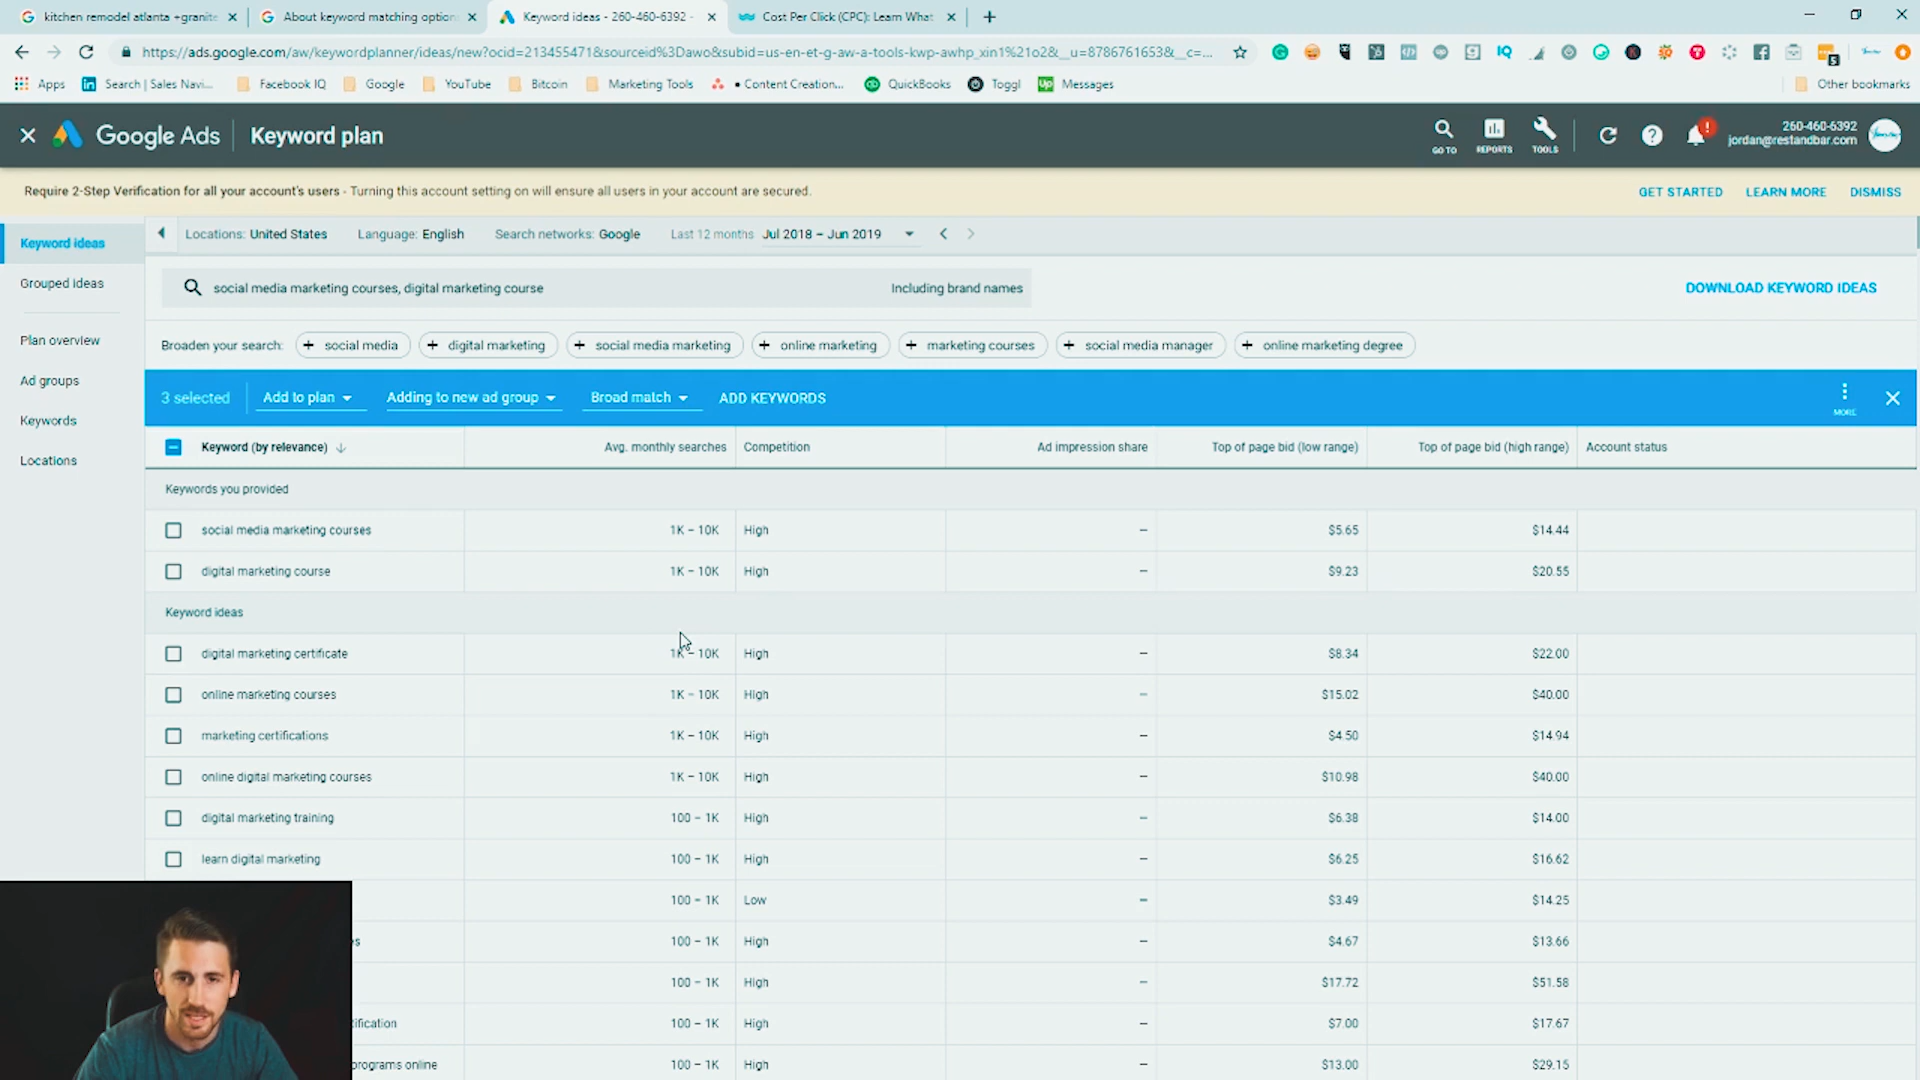 kitchen remodel atlanta +granite
About keyword matching option
Keyword ideas - 260-460-6392 -
Cost Per Click (CPC): Learn What
https://ads.google.com/aw/keywordplanner/ideas/new?ocid=213455471&sourceid%3Dawo&subid=us-en-et-g-aw-a-tools-kwp-awhp_xin1%21o2&__u=8786761653&__c=...
Apps
Search | Sales Navi...
Facebook IQ
Google
YouTube
Bitcoin
Marketing Tools
• Content Creation...
QuickBooks
Toggl
Messages
Other bookmarks
Google Ads
Keyword plan
GO TO
REPORTS
TOOLS
260-460-6392
jordan@restandbar.com
Require 2-Step Verification for all your account's users - Turning this account setting on will ensure all users in your account are secured.
GET STARTED
LEARN MORE
DISMISS
Keyword ideas
Grouped ideas
Plan overview
Ad groups
Keywords
Locations
Locations: United States
Language: English
Search networks: Google
Last 12 months Jul 2018 – Jun 2019
social media marketing courses, digital marketing course
Including brand names
DOWNLOAD KEYWORD IDEAS
Broaden your search:
+ social media
+ digital marketing
+ social media marketing
+ online marketing
+ marketing courses
+ social media manager
+ online marketing degree
3 selected
Add to plan
Adding to new ad group
Broad match
ADD KEYWORDS
MORE
Keyword (by relevance) Avg. monthly searches Competition Ad impression share Top of page bid (low range) Top of page bid (high range) Account status
Keywords you provided
social media marketing courses 1K – 10K High – $5.65 $14.44
digital marketing course 1K – 10K High – $9.23 $20.55
Keyword ideas
digital marketing certificate 1K – 10K High – $8.34 $22.00
online marketing courses 1K – 10K High – $15.02 $40.00
marketing certifications 1K – 10K High – $4.50 $14.94
online digital marketing courses 1K – 10K High – $10.98 $40.00
digital marketing training 100 – 1K High – $6.38 $14.00
learn digital marketing 100 – 1K High – $6.25 $16.62
100 – 1K Low – $3.49 $14.25
s 100 – 1K High – $4.67 $13.66
100 – 1K High – $17.72 $51.58
ification 100 – 1K High – $7.00 $17.67
programs online 100 – 1K High – $13.00 $29.15